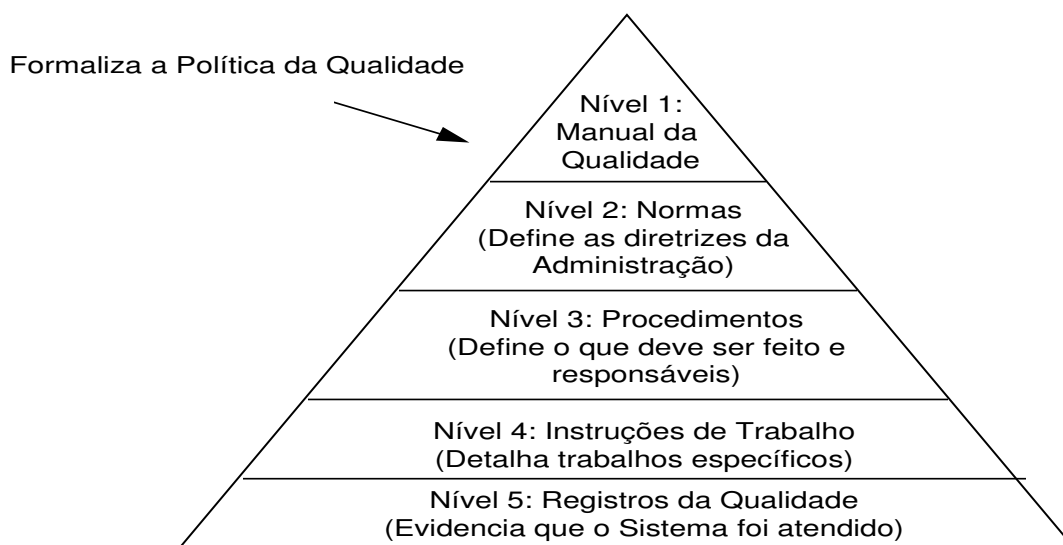 Formaliza a Política da Qualidade
Nível 1:
Manual da
Qualidade
Nível 2: Normas
(Define as diretrizes da
Administração)
Nível 3: Procedimentos
(Define o que deve ser feito e
responsáveis)
Nível 4: Instruções de Trabalho
(Detalha trabalhos específicos)
Nível 5: Registros da Qualidade
(Evidencia que o Sistema foi atendido)